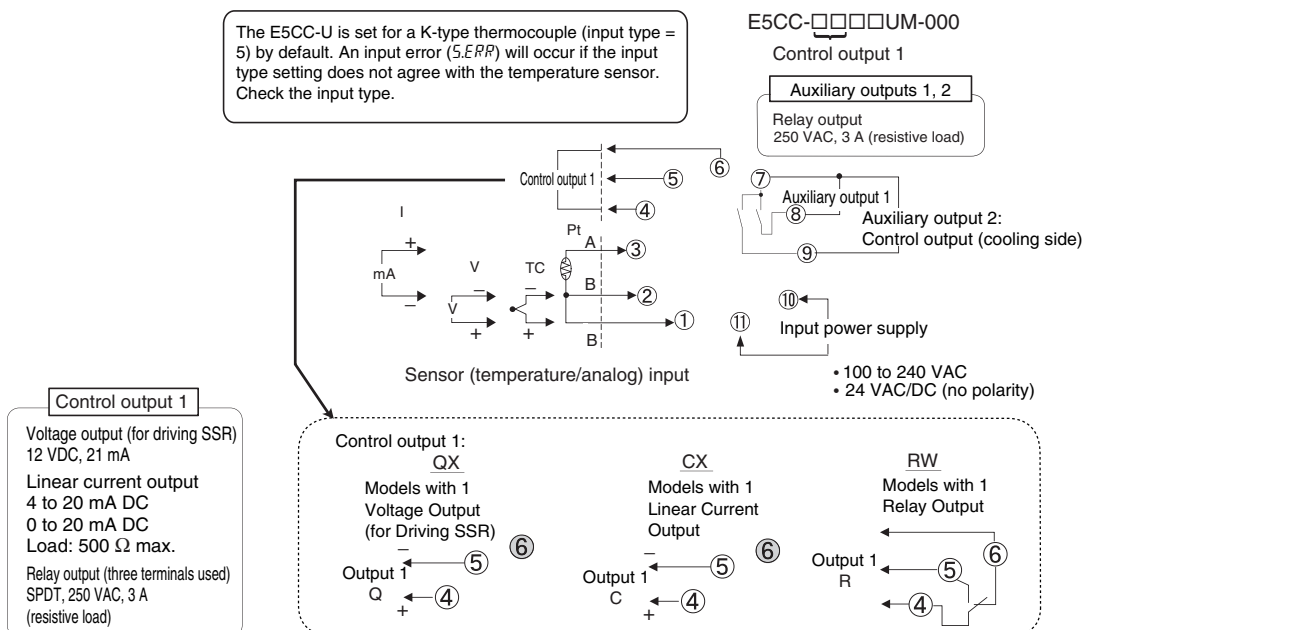 The E5CC-U is set for a K-type thermocouple (input type =
5) by default. An input error (S.ERR) will occur if the input
type setting does not agree with the temperature sensor.
Check the input type.
E5CC-□□□□UM-000
Control output 1
Auxiliary outputs 1, 2
Relay output
250 VAC, 3 A (resistive load)
Control output 1
⑥
⑤
④
⑦
Auxiliary output 1
⑧
Auxiliary output 2:
Control output (cooling side)
⑨
I
+
mA
–
V
–
V
+
TC
–
+
Pt
A
③
B
②
①
B
⑩
⑪
Input power supply
• 100 to 240 VAC
• 24 VAC/DC (no polarity)
Sensor (temperature/analog) input
Control output 1
Voltage output (for driving SSR)
12 VDC, 21 mA
Linear current output
4 to 20 mA DC
0 to 20 mA DC
Load: 500 Ω max.
Relay output (three terminals used)
SPDT, 250 VAC, 3 A
(resistive load)
Control output 1:
QX
Models with 1
Voltage Output
(for Driving SSR)
⑥
–
⑤
Output 1
Q
④
+
CX
Models with 1
Linear Current
Output
⑥
–
⑤
Output 1
C
④
+
RW
Models with 1
Relay Output
⑥
Output 1
R
⑤
④